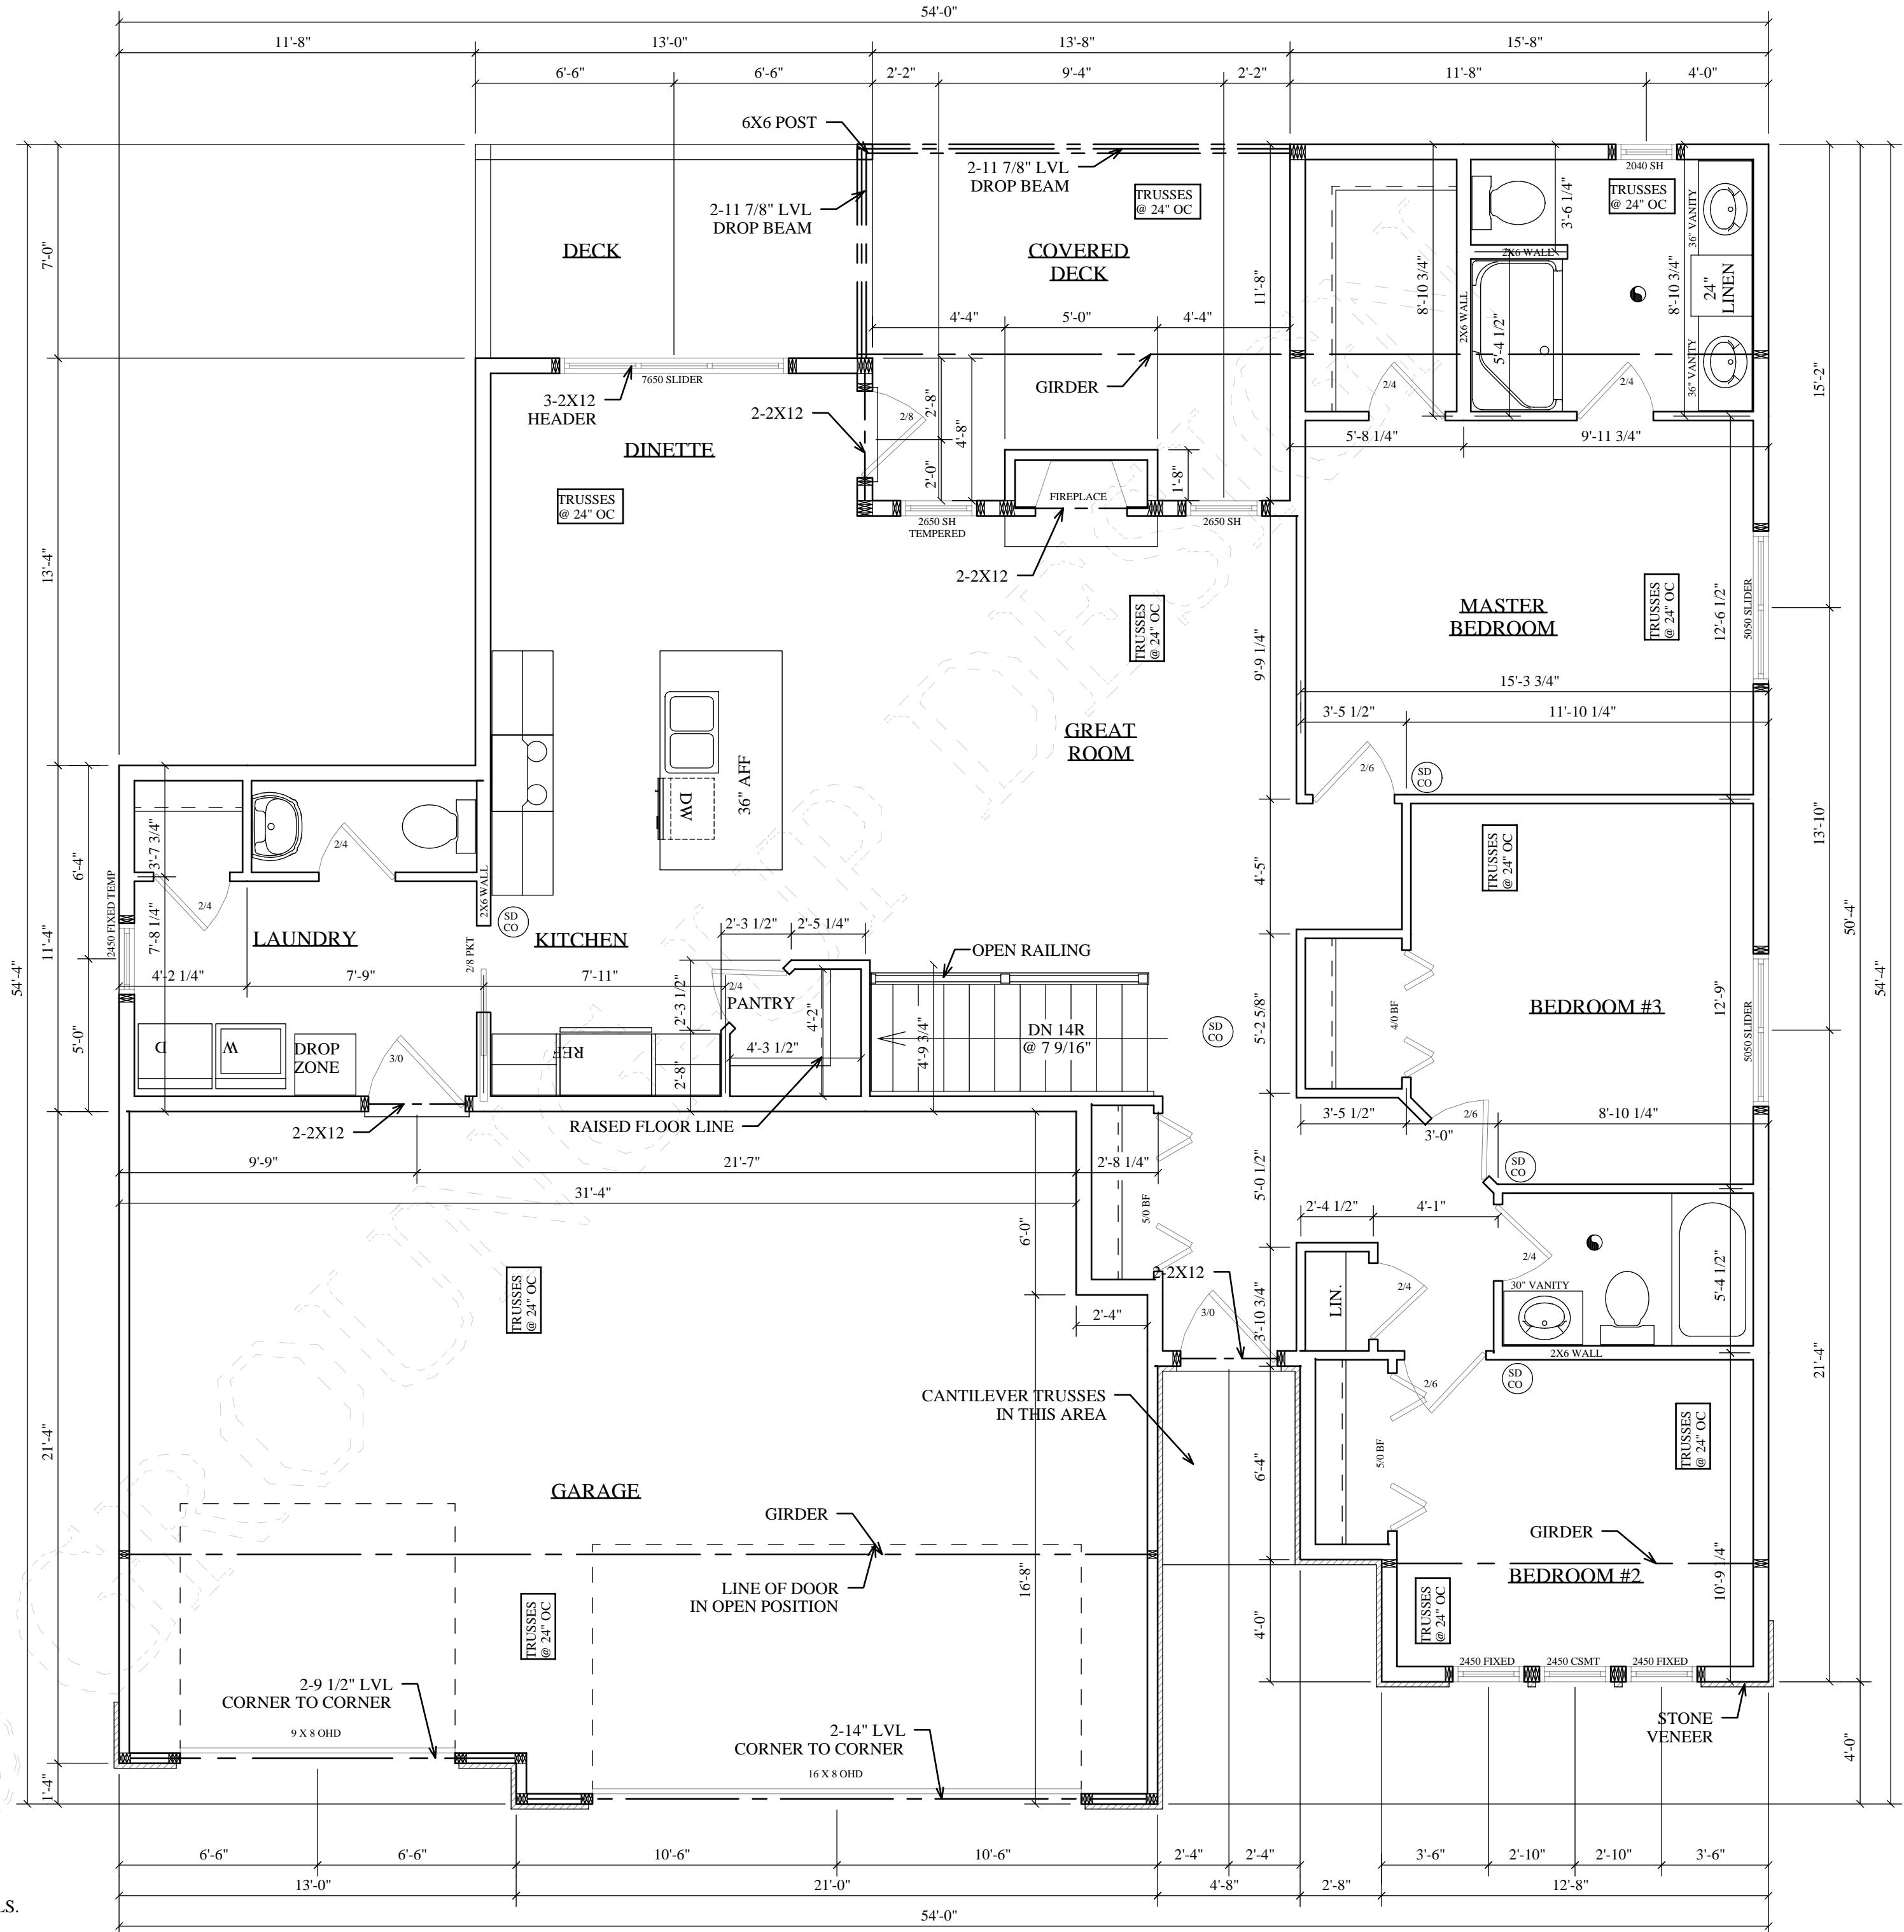 54'-0"
11'-8"
13'-0"
13'-8"
15'-8"
6'-6"
6'-6"
2'-2"
9'-4"
2'-2"
11'-8"
4'-0"
6X6 POST
2-11 7/8" LVL
DROP BEAM
2-11 7/8" LVL
DROP BEAM
TRUSSES
@ 24" OC
2040 SH
TRUSSES
@ 24" OC
3'-6 1/4"
36" VANITY
DECK
COVERED
DECK
2X6 WALL
7'-0"
11'-8"
8'-10 3/4"
8'-10 3/4"
24"
LINEN
2X6 WALL
5'-4 1/2"
36" VANITY
4'-4"
5'-0"
4'-4"
GIRDER
7650 SLIDER
3-2X12
HEADER
2-2X12
2/8
2'-8"
4'-8"
2'-0"
2/4
2/4
15'-2"
DINETTE
5'-8 1/4"
9'-11 3/4"
1'-8"
TRUSSES
@ 24" OC
FIREPLACE
2650 SH
TEMPERED
2650 SH
2-2X12
13'-4"
TRUSSES
@ 24" OC
MASTER
BEDROOM
TRUSSES
@ 24" OC
12'-6 1/2"
5050 SLIDER
9'-9 1/4"
15'-3 3/4"
3'-5 1/2"
11'-10 1/4"
GREAT
ROOM
36" AFF
DW
2/6
SD
CO
GROUND UP DESIGN
TRUSSES
@ 24" OC
13'-10"
50'-4"
54'-4"
54'-4"
6'-4"
3'-7 3/4"
2/4
2/4
4'-5"
2450 FIXED TEMP
11'-4"
7'-8 1/4"
2X6 WALL
SD
CO
LAUNDRY
KITCHEN
2/8 PKT
2'-3 1/2"
2'-5 1/4"
OPEN RAILING
4'-2 1/4"
7'-9"
7'-11"
2'-3 1/2"
2/4
PANTRY
4'-2"
4'-9 3/4"
DN 14R
@ 7 9/16"
SD
CO
5'-2 5/8"
4/0 BF
BEDROOM #3
12'-9"
5050 SLIDER
5'-0"
D
W
DROP
ZONE
3/0
REF
4'-3 1/2"
2'-8"
2-2X12
RAISED FLOOR LINE
3'-5 1/2"
3'-0"
2/6
8'-10 1/4"
9'-9"
21'-7"
2'-8 1/4"
5'-0 1/2"
SD
CO
31'-4"
5/0 BF
6'-0"
2'-4 1/2"
4'-1"
TRUSSES
@ 24" OC
2-2X12
2/4
30" VANITY
5'-4 1/2"
2/4
LIN.
3/0
3'-10 3/4"
2'-4"
2X6 WALL
SD
CO
2/6
21'-4"
CANTILEVER TRUSSES
IN THIS AREA
TRUSSES
@ 24" OC
21'-4"
6'-4"
5/0 BF
GARAGE
GIRDER
GIRDER
BEDROOM #2
LINE OF DOOR
IN OPEN POSITION
16'-8"
10'-9 1/4"
TRUSSES
@ 24" OC
TRUSSES
@ 24" OC
4'-0"
2450 FIXED
2450 CSMT
2450 FIXED
2-9 1/2" LVL
CORNER TO CORNER
9 X 8 OHD
2-14" LVL
CORNER TO CORNER
16 X 8 OHD
STONE
VENEER
4'-0"
1'-4"
6'-6"
6'-6"
10'-6"
10'-6"
2'-4"
2'-4"
3'-6"
2'-10"
2'-10"
3'-6"
13'-0"
21'-0"
4'-8"
2'-8"
12'-8"
54'-0"